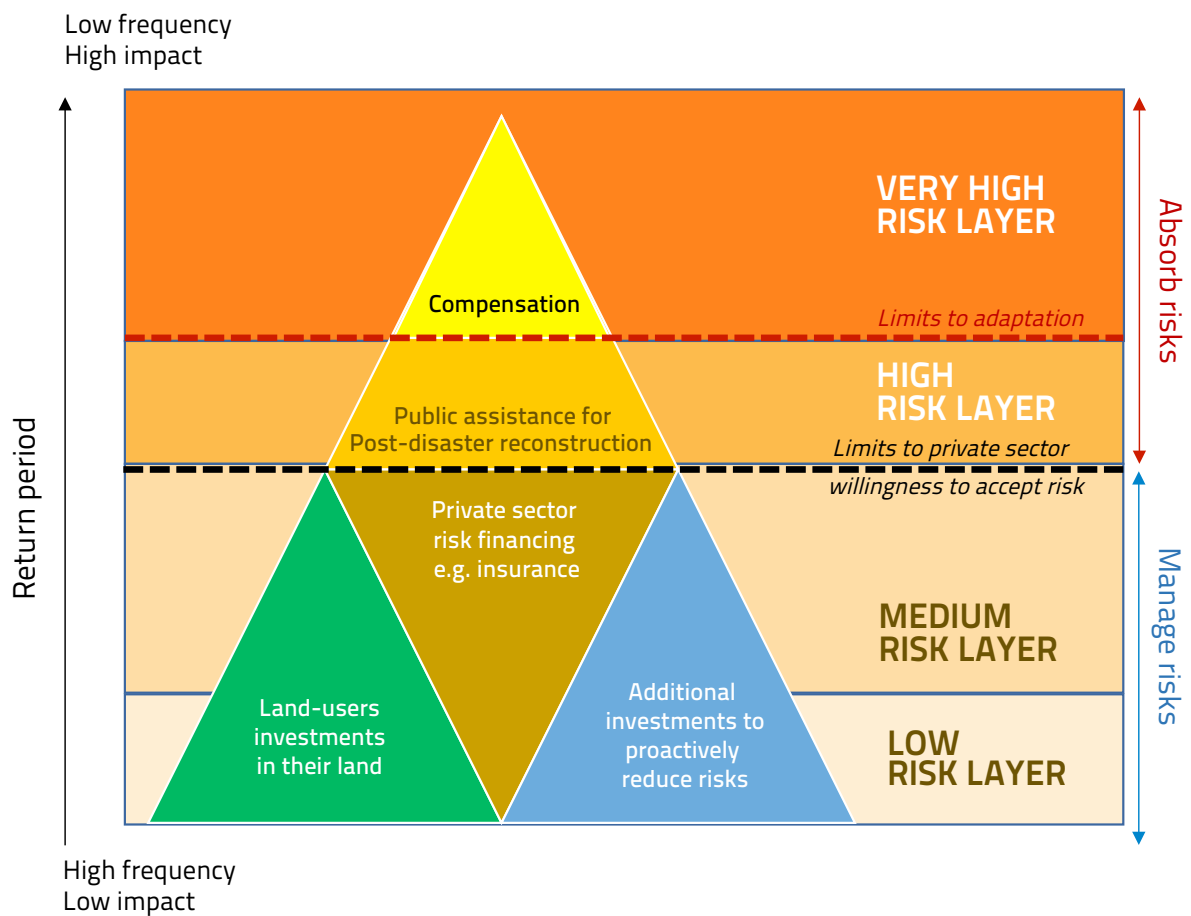 Low frequency
High impact
VERY HIGH
RISK LAYER
Compensation
Limits to adaptation
HIGH
RISK LAYER
Public assistance for
Post-disaster reconstruction
Limits to private sector
willingness to accept risk
Private sector
risk financing
e.g. insurance
MEDIUM
RISK LAYER
Land-users
investments
in their land
Additional
investments to
proactively
reduce risks
LOW
RISK LAYER
Return period
Absorb risks
Manage risks
High frequency
Low impact